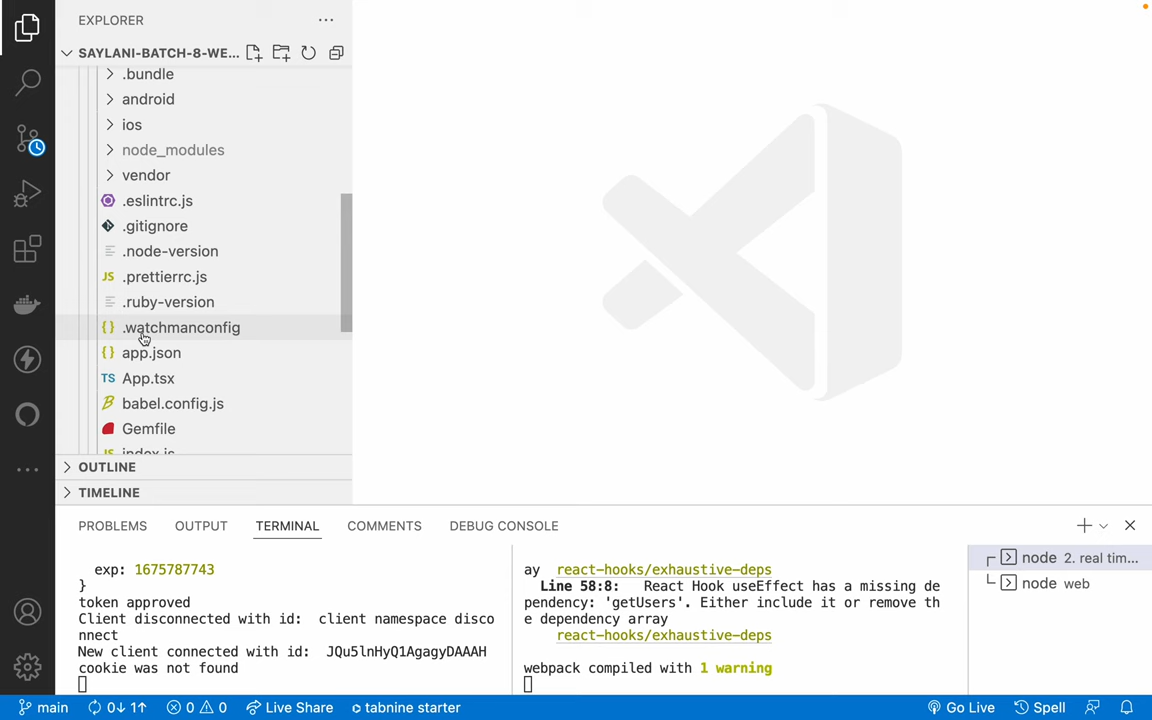 EXPLORER
SAYLANI-BATCH-8-WE...
.bundle
android
ios
node_modules
vendor
.eslintrc.js
.gitignore
.node-version
JS .prettierrc.js
.ruby-version
{} .watchmanconfig
{} app.json
TS App.tsx
babel.config.js
Gemfile
JS index.js
OUTLINE
TIMELINE
PROBLEMS OUTPUT TERMINAL COMMENTS DEBUG CONSOLE
exp: 1675787743
}
token approved
Client disconnected with id: client namespace disco
nnect
New client connected with id: JQu5lnHyQ1AgagyDAAAH
cookie was not found
ay react-hooks/exhaustive-deps
Line 58:8: React Hook useEffect has a missing de
pendency: 'getUsers'. Either include it or remove th
e dependency array
react-hooks/exhaustive-deps
webpack compiled with 1 warning
node 2. real tim...
node web
main 0↓ 1↑ 0 0 Live Share tabnine starter Go Live Spell